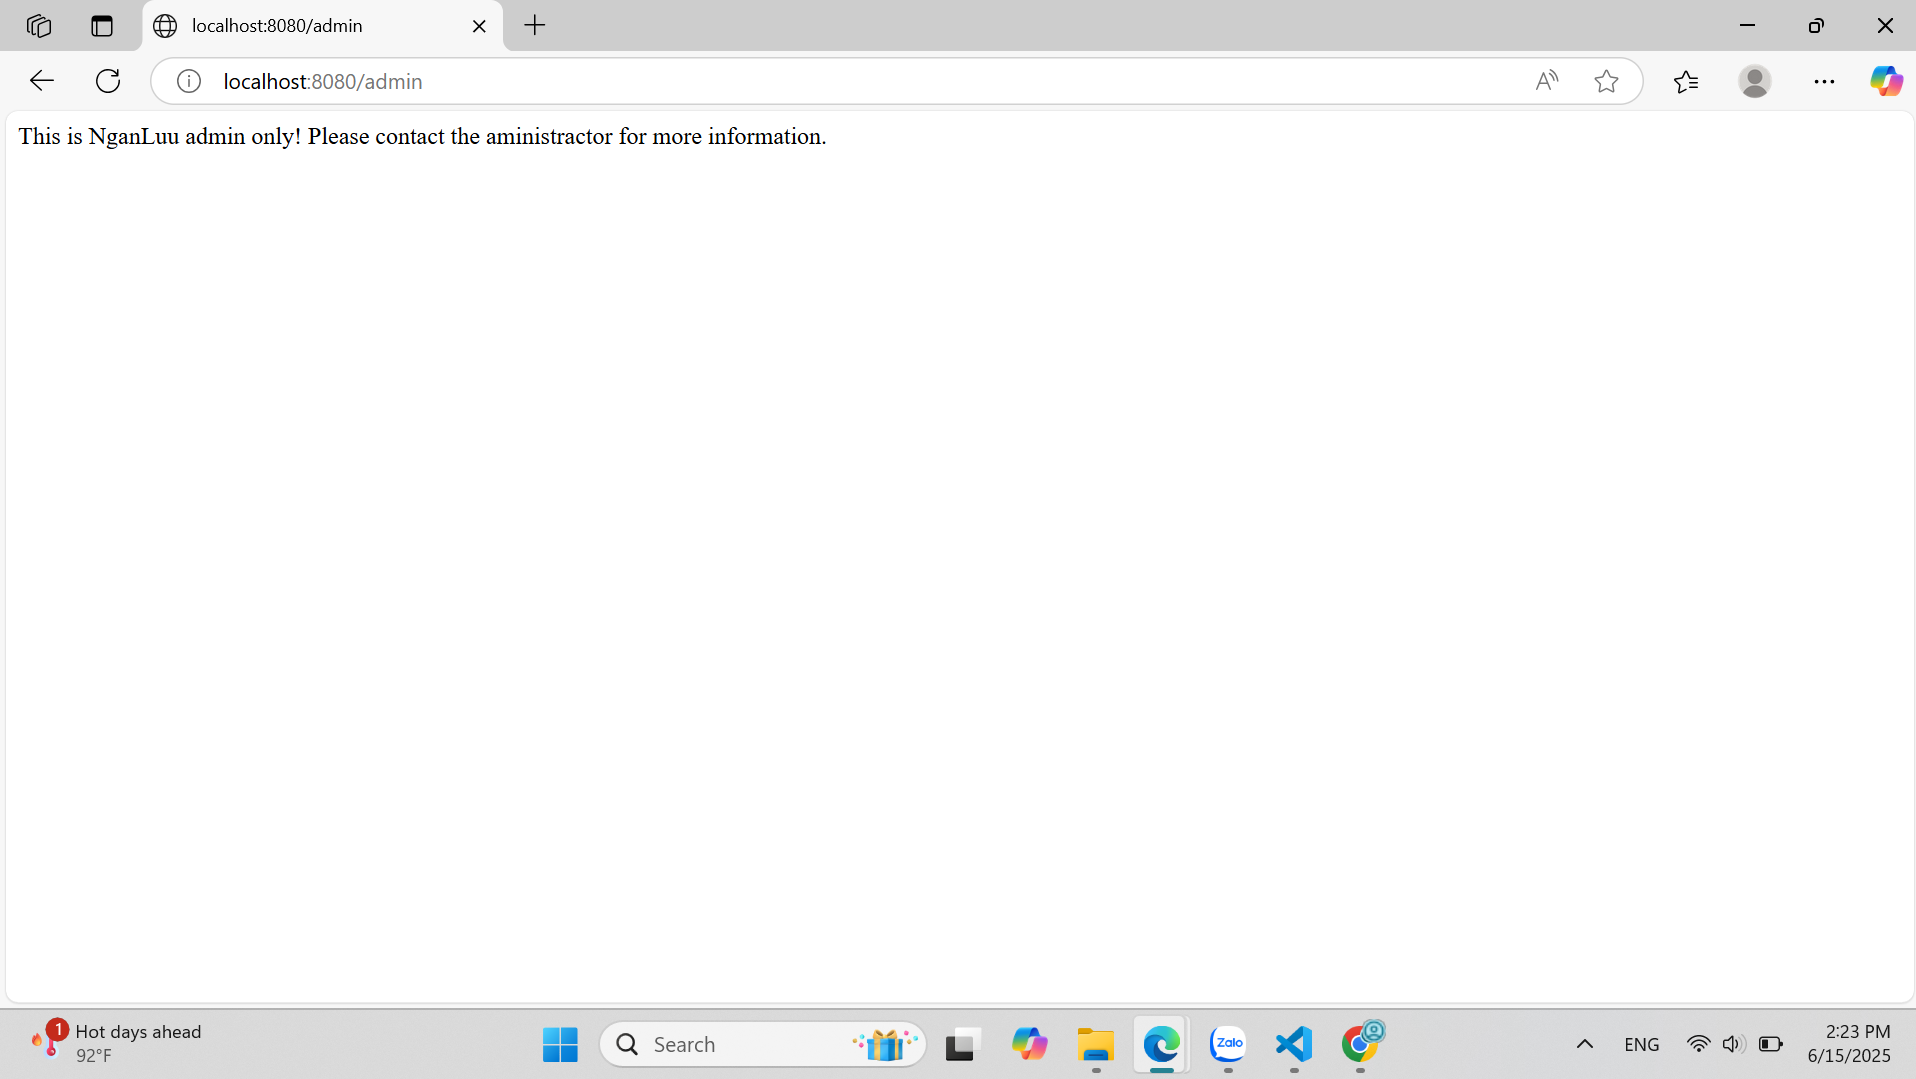 localhost:8080/admin
localhost:8080/admin
This is NganLuu admin only! Please contact the aministractor for more information.
1
Hot days ahead
92°F
Search
Zalo
ENG
2:23 PM
6/15/2025